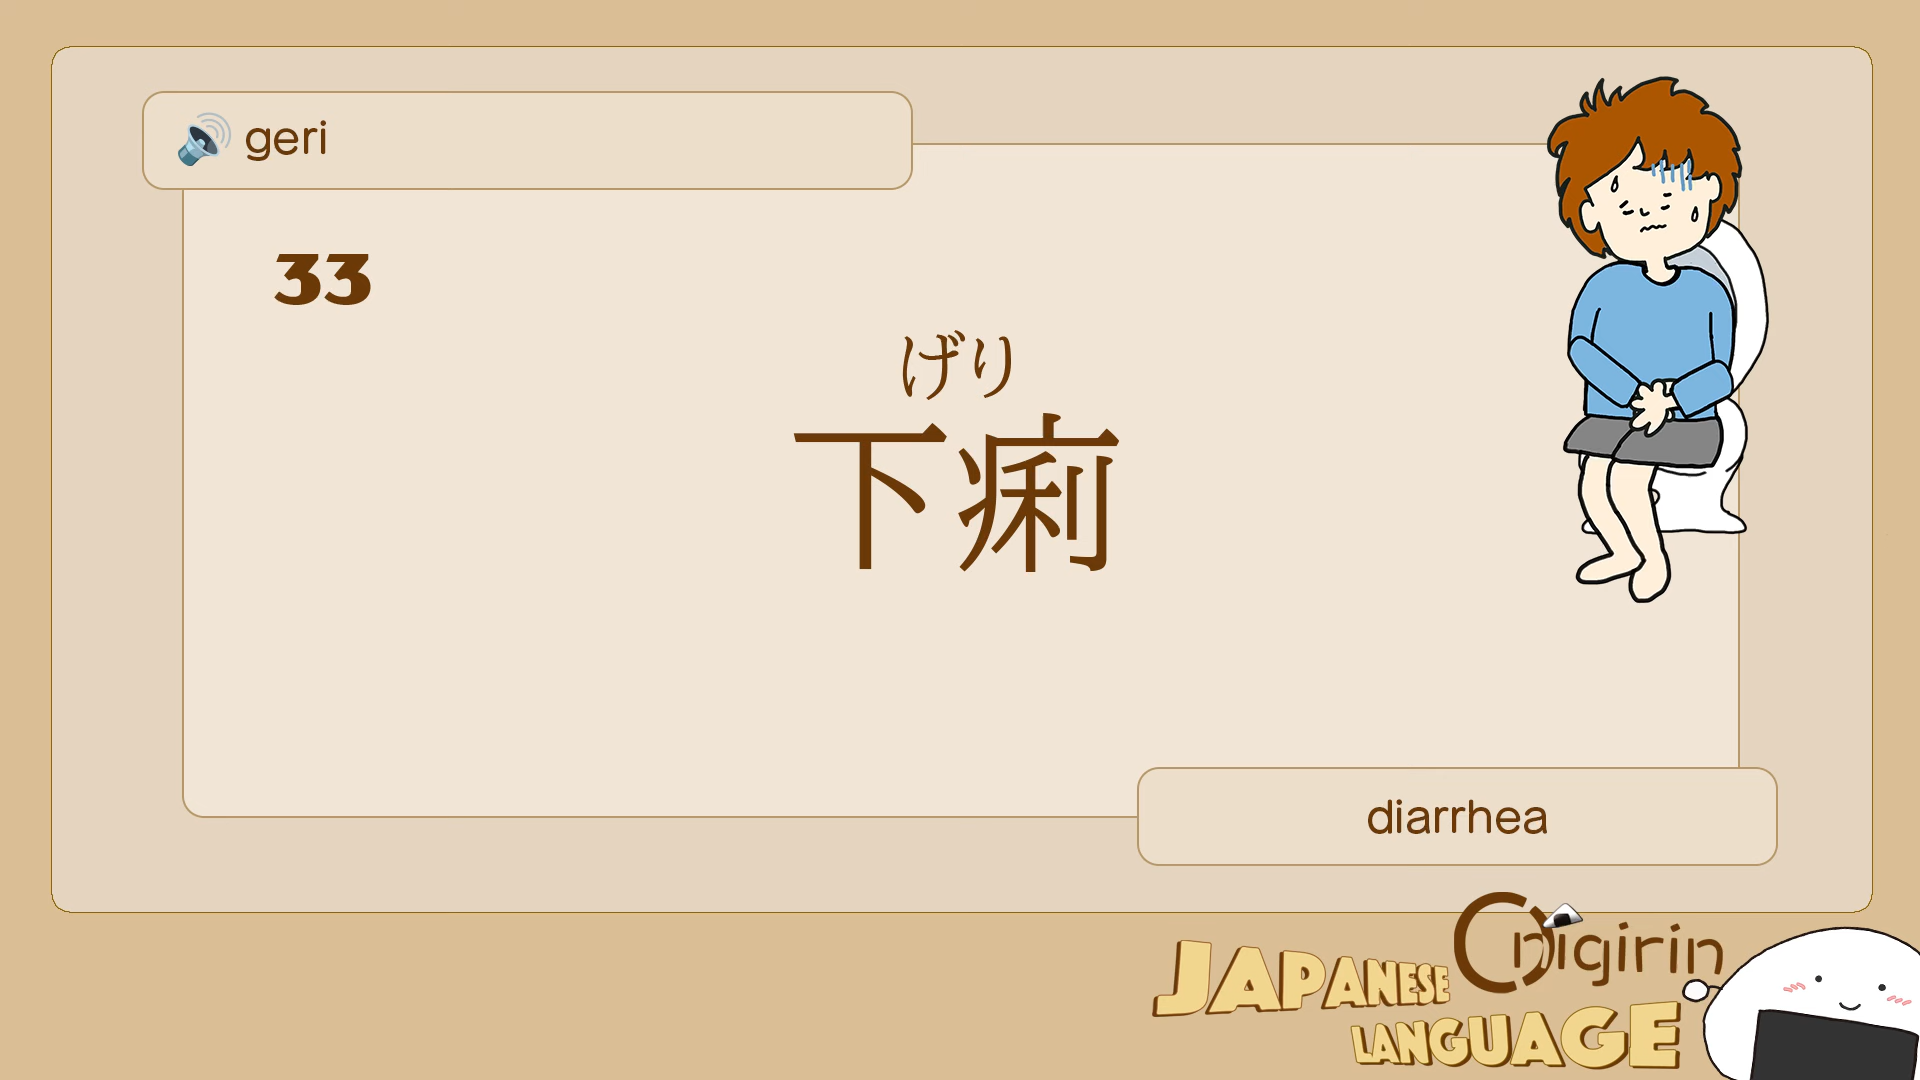 geri
33
げり
下痢
diarrhea
Onigirin
JAPANESE
LANGUAGE